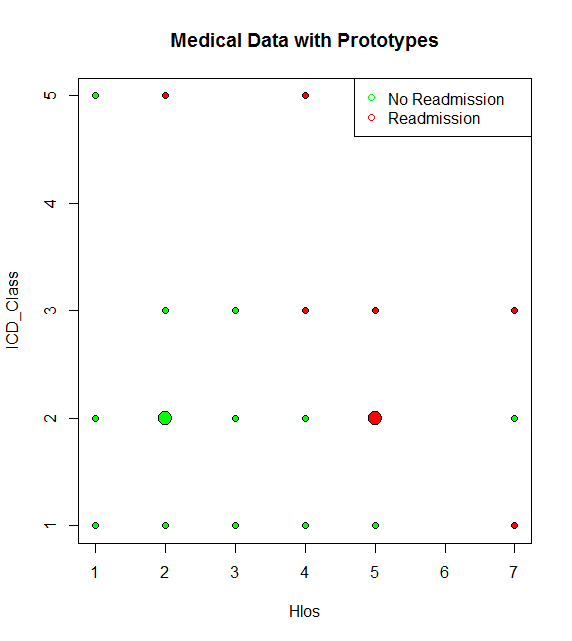 Medical Data with Prototypes
No Readmission
Readmission
5
4
3
2
1
ICD_Class
1 2 3 4 5 6 7
Hlos